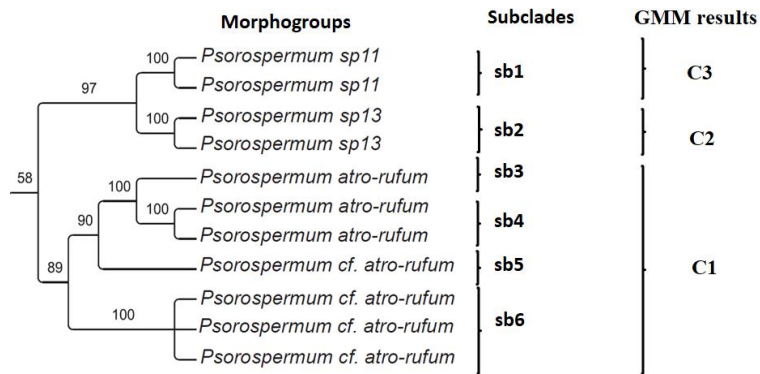 Morphogroups Subclades GMM results
100 Psorospermum sp11
sb1 C3
97 Psorospermum sp11
100 Psorospermum sp13
sb2 C2
Psorospermum sp13
58 100 Psorospermum atro-rufum sb3
90 100 Psorospermum atro-rufum
sb4
Psorospermum atro-rufum
89 Psorospermum cf. atro-rufum sb5 C1
Psorospermum cf. atro-rufum
100 Psorospermum cf. atro-rufum sb6
Psorospermum cf. atro-rufum